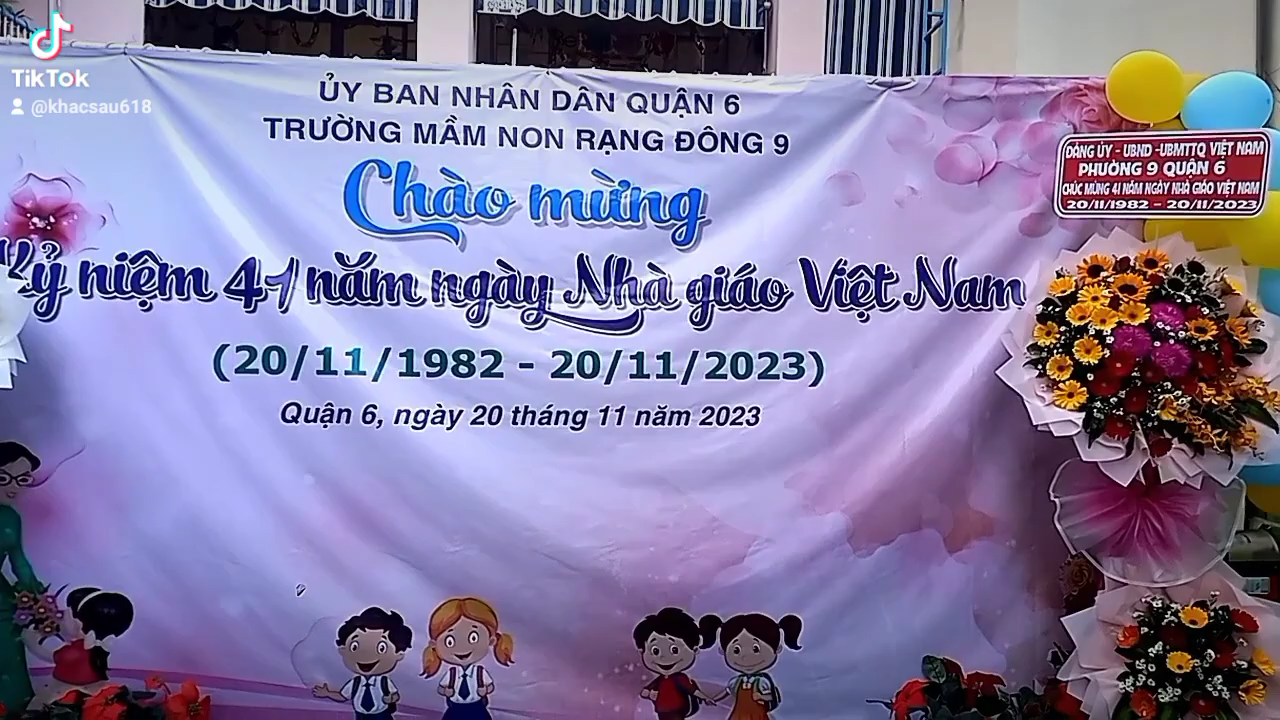 TikTok
@khacsau618
ỦY BAN NHÂN DÂN QUẬN 6
TRƯỜNG MẦM NON RẠNG ĐÔNG 9
Chào mừng
Kỷ niệm 41 năm ngày Nhà giáo Việt Nam
(20/11/1982 - 20/11/2023)
Quận 6, ngày 20 tháng 11 năm 2023
ĐẢNG ỦY - UBND -UBMTTQ VIỆT NAM
PHƯỜNG 9 QUẬN 6
CHÚC MỪNG 41 NĂM NGÀY NHÀ GIÁO VIỆT NAM
20/11/1982 - 20/11/2023